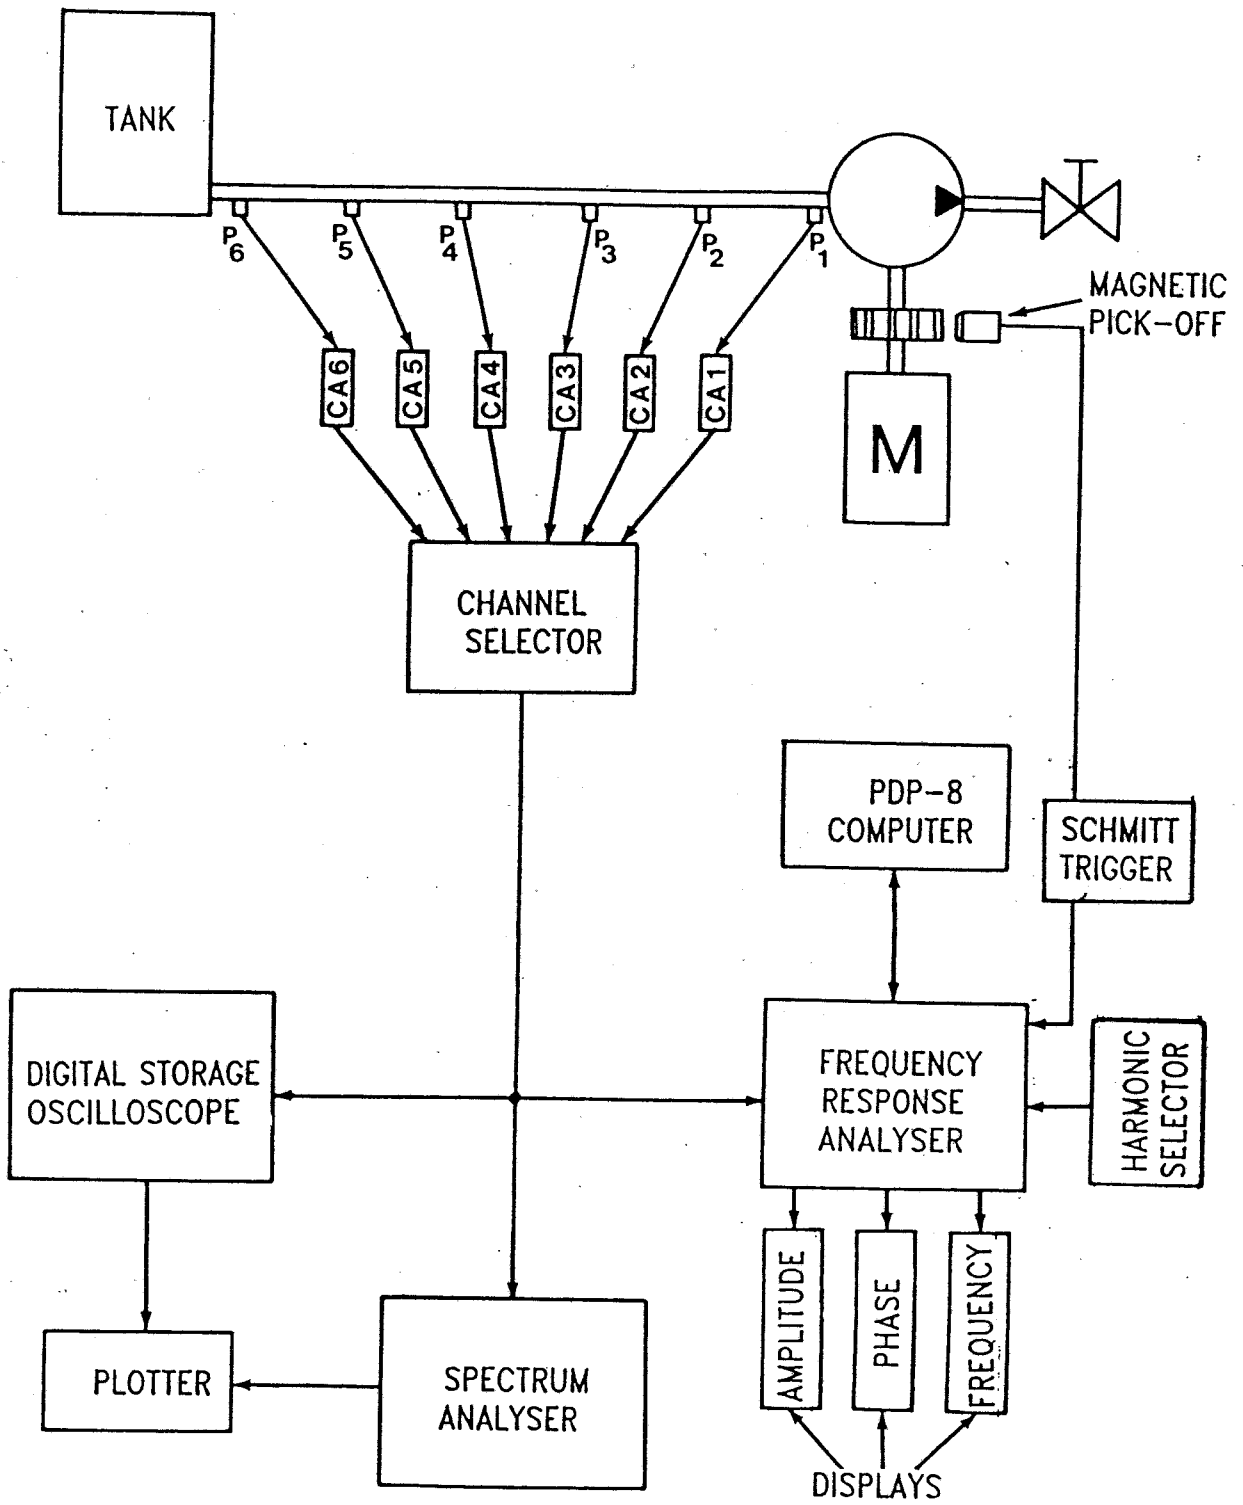 TANK
P6
P5
P4
P3
P2
P1
MAGNETIC
PICK-OFF
CA6
CA5
CA4
CA3
CA2
CA1
M
CHANNEL
SELECTOR
PDP-8
COMPUTER
SCHMITT
TRIGGER
DIGITAL STORAGE
OSCILLOSCOPE
FREQUENCY
RESPONSE
ANALYSER
HARMONIC
SELECTOR
AMPLITUDE
PHASE
FREQUENCY
PLOTTER
SPECTRUM
ANALYSER
DISPLAYS